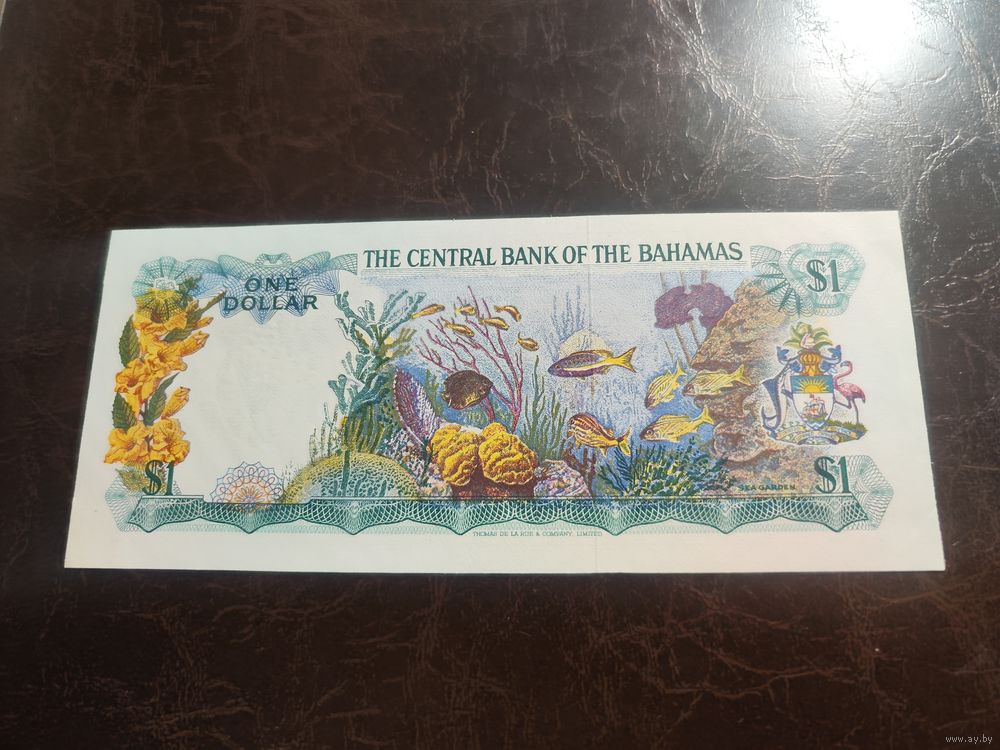 THE CENTRAL BANK OF THE BAHAMAS
ONE
DOLLAR
$1
$1
$1
SEA GARDEN
THOMAS DE LA RUE & COMPANY, LIMITED
www.ay.by